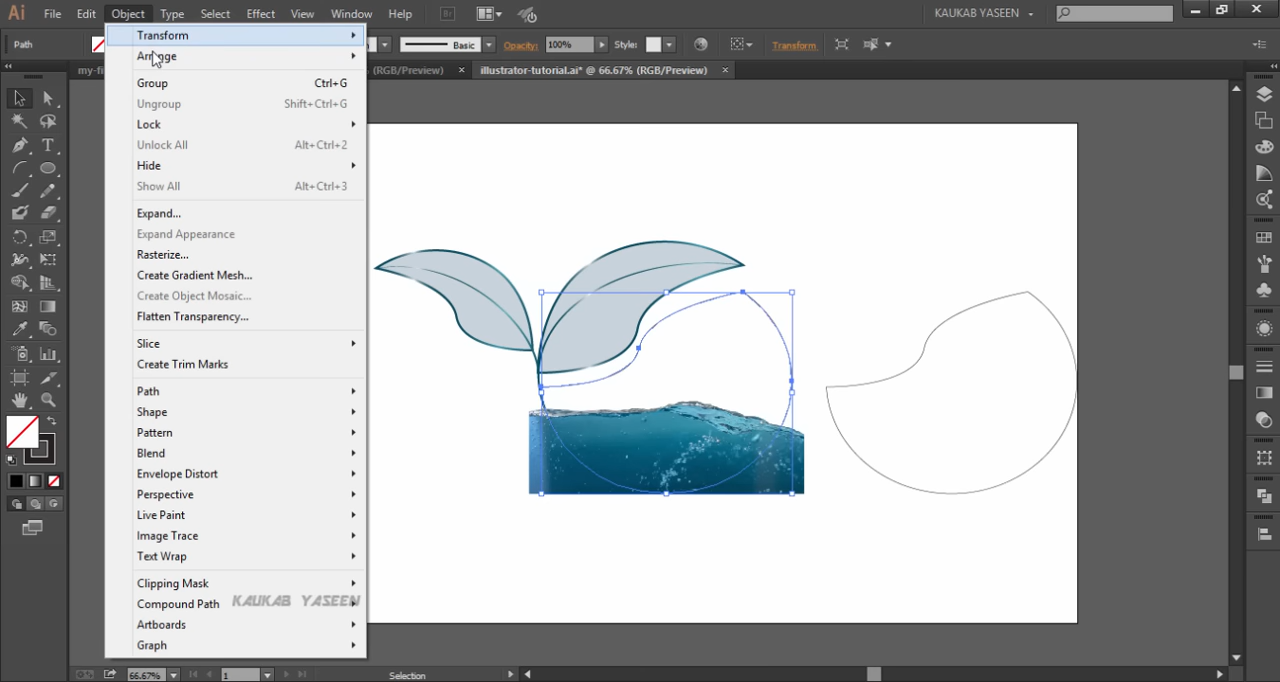 Ai File Edit Object Type Select Effect View Window Help Br KAUKAB YASEEN
Path Basic Opacity: 100% Style: Transform
my-fi (RGB/Preview) × illustrator-tutorial.ai* @ 66.67% (RGB/Preview) ×
Transform
Arrange
Group Ctrl+G
Ungroup Shift+Ctrl+G
Lock
Unlock All Alt+Ctrl+2
Hide
Show All Alt+Ctrl+3
Expand...
Expand Appearance
Rasterize...
Create Gradient Mesh...
Create Object Mosaic...
Flatten Transparency...
Slice
Create Trim Marks
Path
Shape
Pattern
Blend
Envelope Distort
Perspective
Live Paint
Image Trace
Text Wrap
Clipping Mask
Compound Path
KAUKAB YASEEN
Artboards
Graph
66.67% 1 Selection